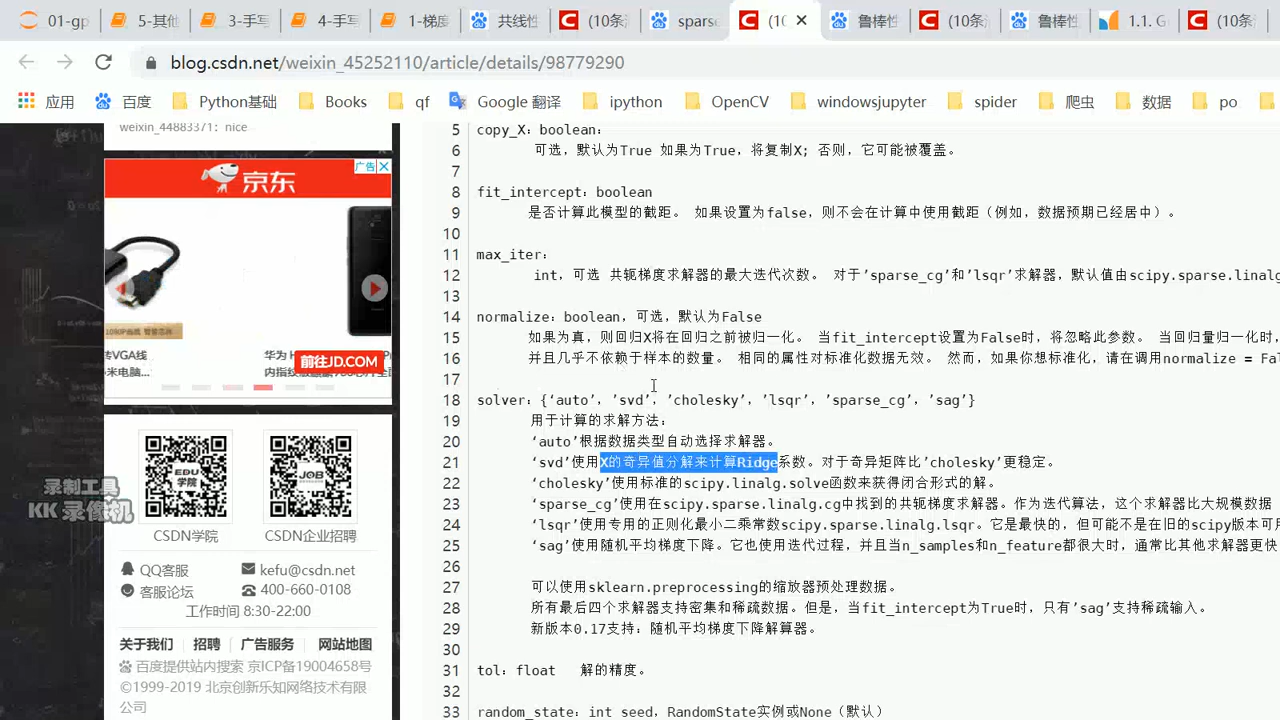 01-gp
5-其他
3-手写
4-手写
1-梯度
共线性
(10条
sparse
(10
鲁棒性
(10条
鲁棒性
1.1. G
(10条
blog.csdn.net/weixin_45252110/article/details/98779290
应用
百度
Python基础
Books
qf
Google 翻译
ipython
OpenCV
windowsjupyter
spider
爬虫
数据
po
weixin_44883371：nice
广告
京东
前往JD.COM
EDU
学院
JOB
录制工具
KK 录像机
CSDN学院
CSDN企业招聘
QQ客服
kefu@csdn.net
客服论坛
400-660-0108
工作时间 8:30-22:00
关于我们
招聘
广告服务
网站地图
百度提供站内搜索 京ICP备19004658号
©1999-2019 北京创新乐知网络技术有限
公司
5 copy_X：boolean：
6 可选，默认为True 如果为True，将复制X; 否则，它可能被覆盖。
7
8 fit_intercept：boolean
9 是否计算此模型的截距。 如果设置为false，则不会在计算中使用截距（例如，数据预期已经居中）。
10
11 max_iter：
12 int，可选 共轭梯度求解器的最大迭代次数。 对于’sparse_cg’和’lsqr’求解器，默认值由scipy.sparse.linalg
13
14 normalize：boolean，可选，默认为False
15 如果为真，则回归X将在回归之前被归一化。 当fit_intercept设置为False时，将忽略此参数。 当回归量归一化时，
16 并且几乎不依赖于样本的数量。 相同的属性对标准化数据无效。 然而，如果你想标准化，请在调用normalize = Fal
17
18 solver：{‘auto’，’svd’，’cholesky’，’lsqr’，’sparse_cg’，’sag’}
19 用于计算的求解方法：
20 ‘auto’根据数据类型自动选择求解器。
21 ‘svd’使用X的奇异值分解来计算Ridge系数。对于奇异矩阵比’cholesky’更稳定。
22 ‘cholesky’使用标准的scipy.linalg.solve函数来获得闭合形式的解。
23 ‘sparse_cg’使用在scipy.sparse.linalg.cg中找到的共轭梯度求解器。作为迭代算法，这个求解器比大规模数据
24 ‘lsqr’使用专用的正则化最小二乘常数scipy.sparse.linalg.lsqr。它是最快的，但可能不是在旧的scipy版本可用
25 ‘sag’使用随机平均梯度下降。它也使用迭代过程，并且当n_samples和n_feature都很大时，通常比其他求解器更快
26
27 可以使用sklearn.preprocessing的缩放器预处理数据。
28 所有最后四个求解器支持密集和稀疏数据。但是，当fit_intercept为True时，只有’sag’支持稀疏输入。
29 新版本0.17支持：随机平均梯度下降解算器。
30
31 tol：float 解的精度。
32
33 random_state：int seed，RandomState实例或None（默认）